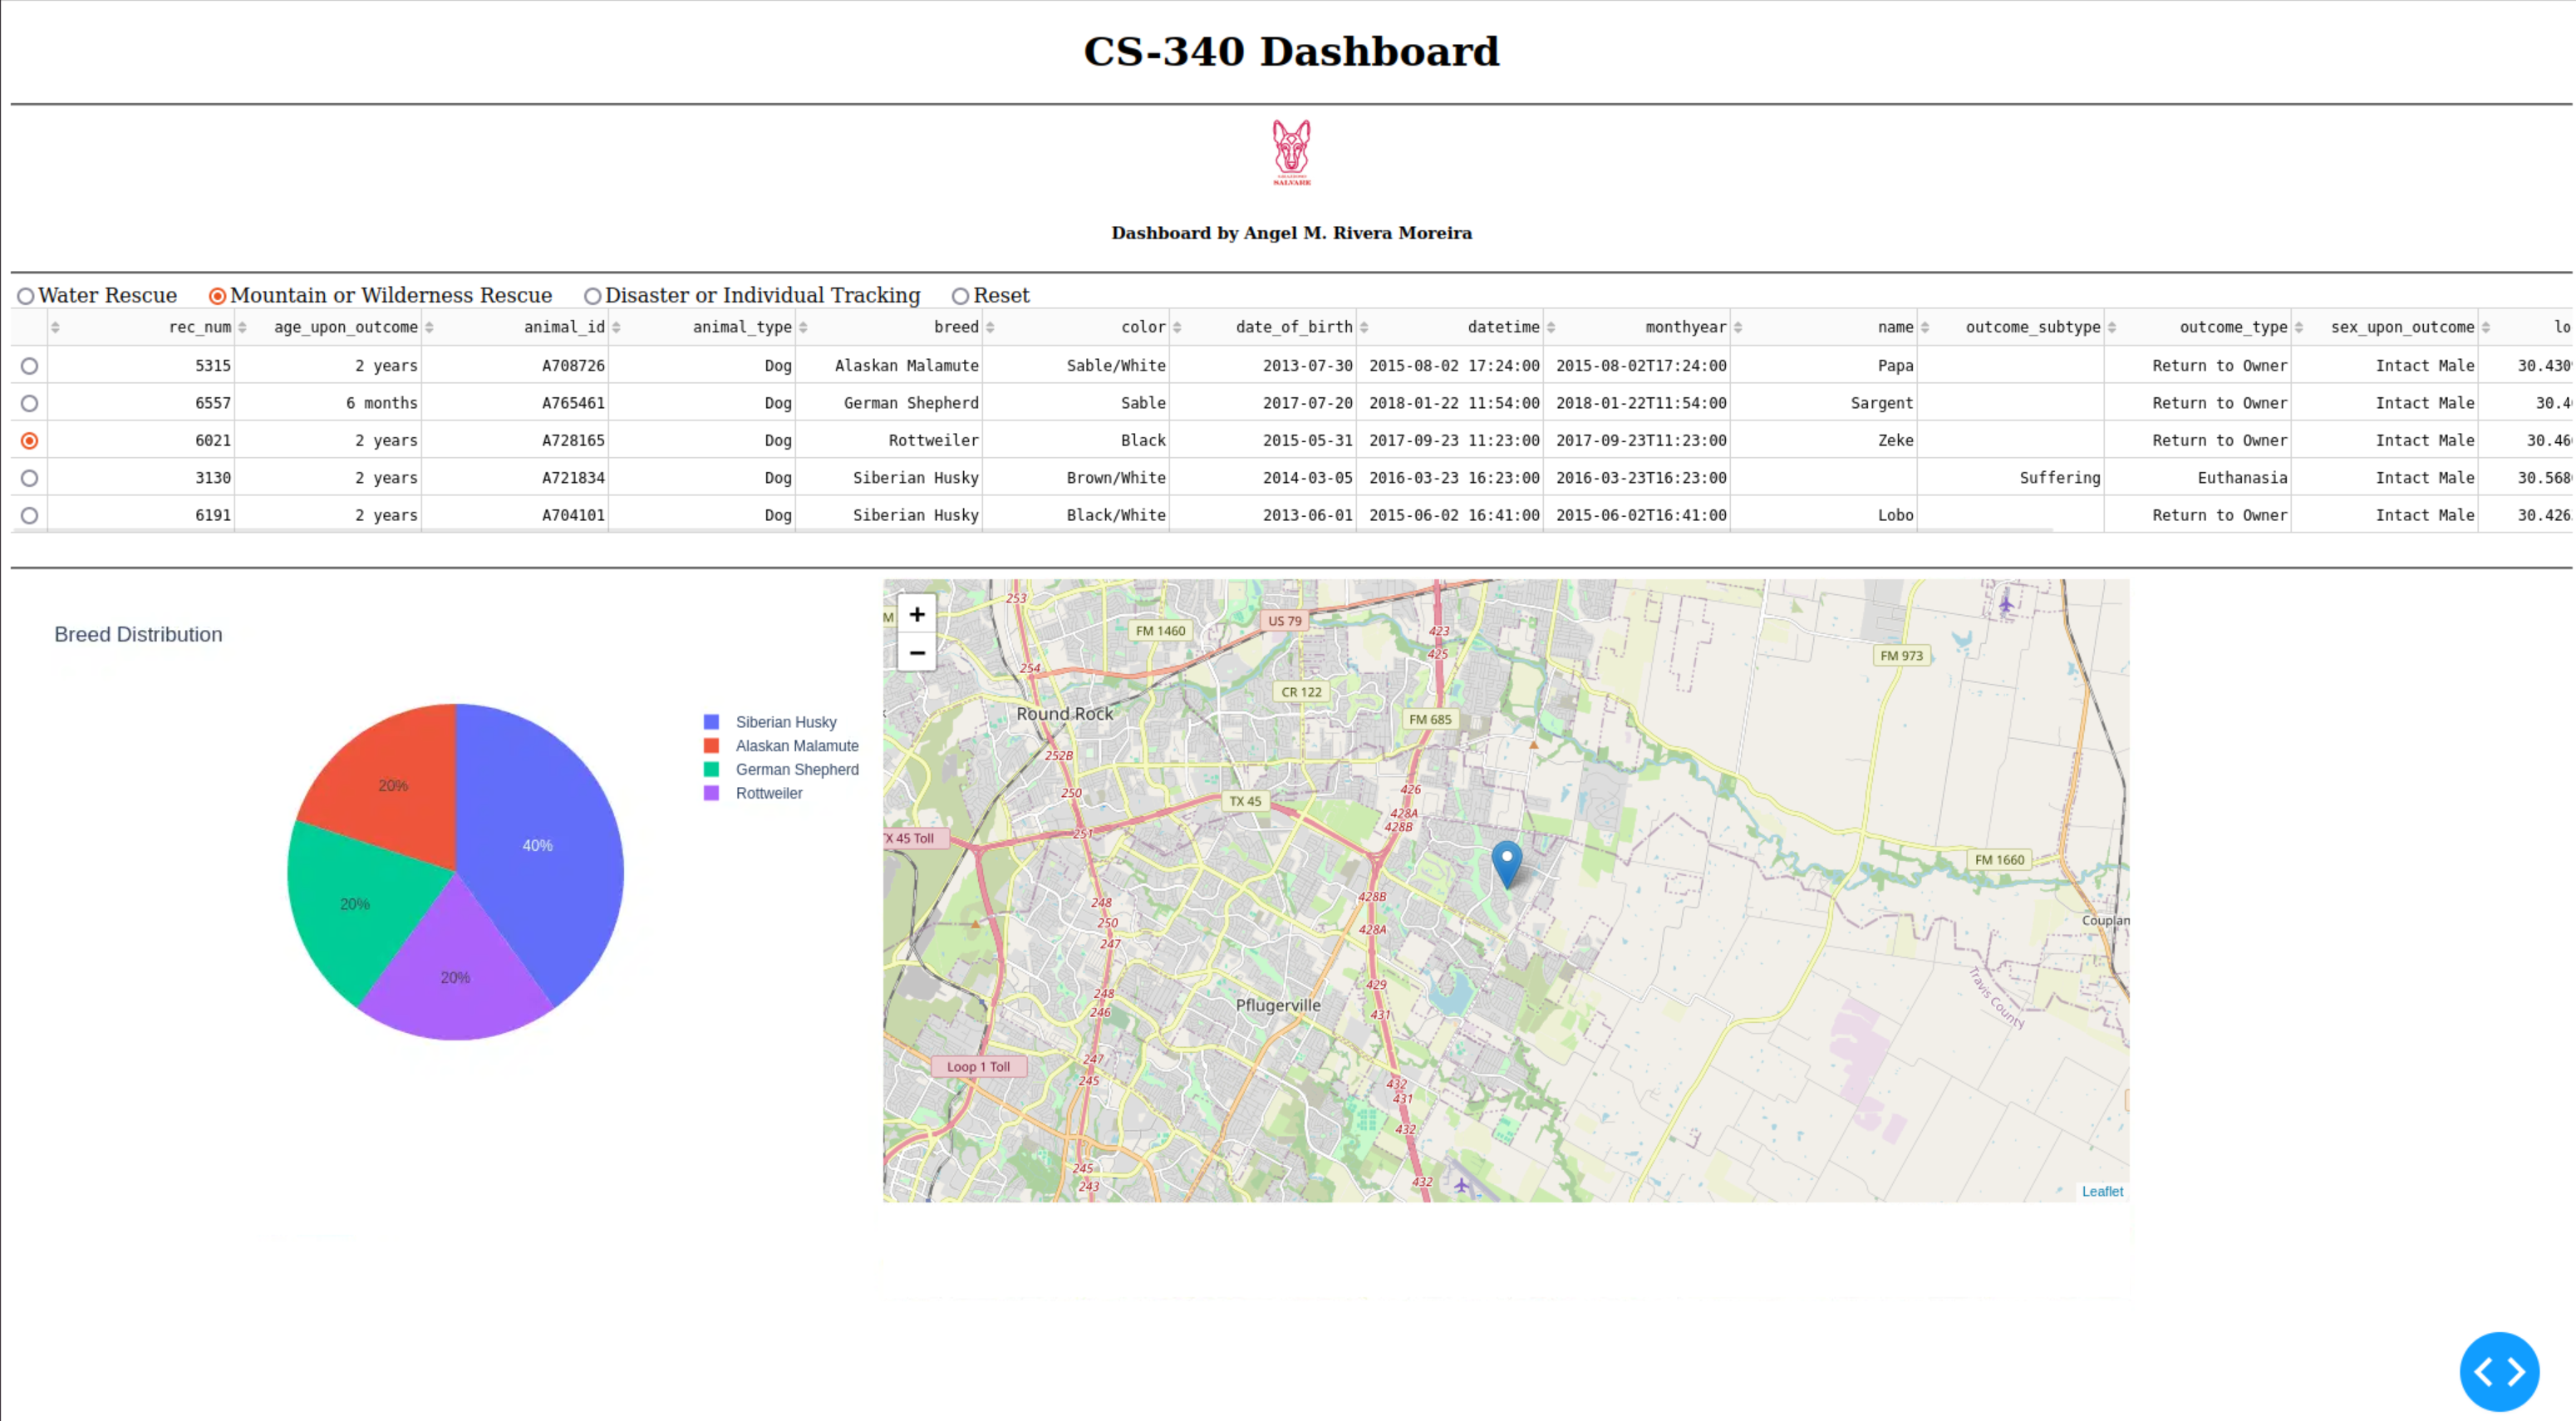 CS-340 Dashboard
SALVARE
Dashboard by Angel M. Rivera Moreira
Water Rescue Mountain or Wilderness Rescue Disaster or Individual Tracking Reset
rec_num age_upon_outcome animal_id animal_type breed color date_of_birth datetime monthyear name outcome_subtype outcome_type sex_upon_outcome lo
5315 2 years A708726 Dog Alaskan Malamute Sable/White 2013-07-30 2015-08-02 17:24:00 2015-08-02T17:24:00 Papa Return to Owner Intact Male 30.430
6557 6 months A765461 Dog German Shepherd Sable 2017-07-20 2018-01-22 11:54:00 2018-01-22T11:54:00 Sargent Return to Owner Intact Male 30.4
6021 2 years A728165 Dog Rottweiler Black 2015-05-31 2017-09-23 11:23:00 2017-09-23T11:23:00 Zeke Return to Owner Intact Male 30.46
3130 2 years A721834 Dog Siberian Husky Brown/White 2014-03-05 2016-03-23 16:23:00 2016-03-23T16:23:00 Suffering Euthanasia Intact Male 30.568
6191 2 years A704101 Dog Siberian Husky Black/White 2013-06-01 2015-06-02 16:41:00 2015-06-02T16:41:00 Lobo Return to Owner Intact Male 30.426
Breed Distribution
20%
40%
20%
20%
Siberian Husky
Alaskan Malamute
German Shepherd
Rottweiler
+
−
253
M
FM 1460
US 79
423
425
FM 973
254
CR 122
Round Rock
FM 685
252B
250
426
TX 45
428A
428B
251
TX 45 Toll
FM 1660
428B
248
250
428A
Couplan
247
429
Travis County
248
246
Pflugerville
431
247
Loop 1 Toll
245
432
431
432
245
243
432
Leaflet